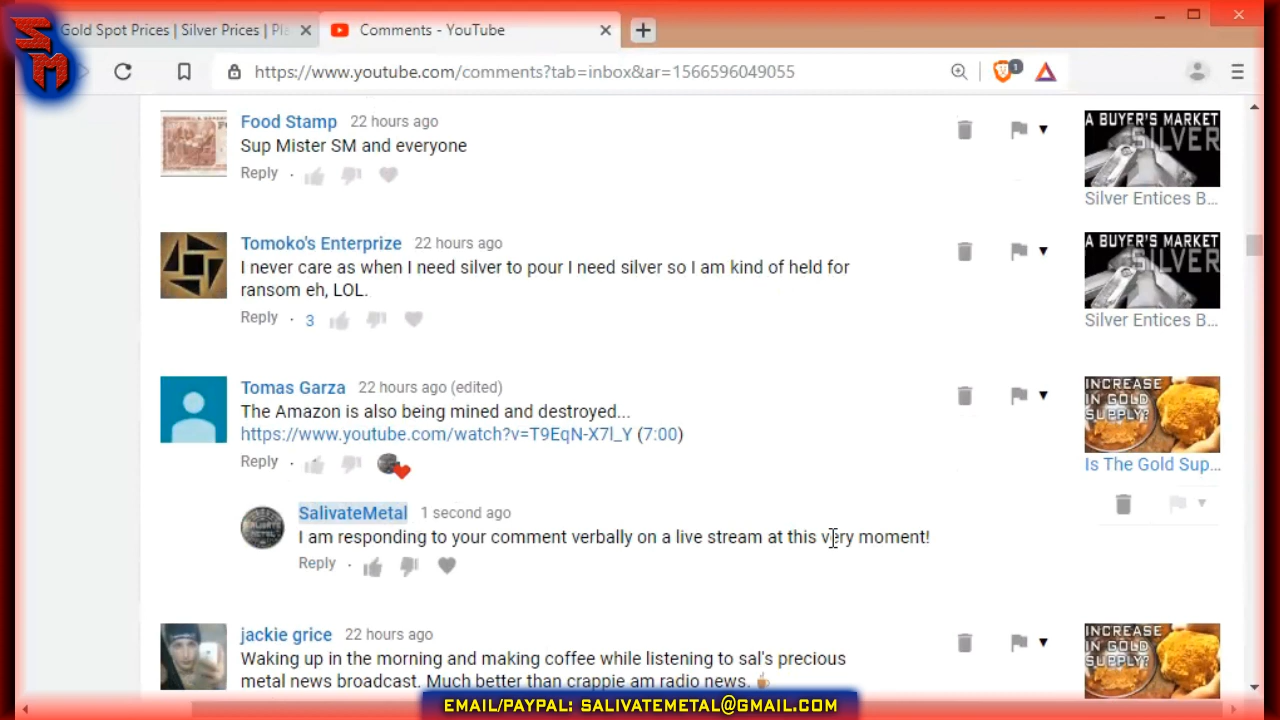 SM
Gold Spot Prices | Silver Prices | Pl
Comments - YouTube
https://www.youtube.com/comments?tab=inbox&ar=1566596049055
1
Food Stamp 22 hours ago
Sup Mister SM and everyone
Reply
A BUYER'S MARKET
SILVER
Silver Entices B...
Tomoko's Enterprize 22 hours ago
I never care as when I need silver to pour I need silver so I am kind of held for
ransom eh, LOL.
Reply · 3
A BUYER'S MARKET
SILVER
Silver Entices B...
Tomas Garza 22 hours ago (edited)
The Amazon is also being mined and destroyed...
https://www.youtube.com/watch?v=T9EqN-X7l_Y (7:00)
Reply
INCREASE
IN GOLD
SUPPLY?
Is The Gold Sup...
SalivateMetal 1 second ago
I am responding to your comment verbally on a live stream at this very moment!
Reply
jackie grice 22 hours ago
Waking up in the morning and making coffee while listening to sal's precious
metal news broadcast. Much better than crappie am radio news.
INCREASE
IN GOLD
SUPPLY?
EMAIL/PAYPAL: SALIVATEMETAL@GMAIL.COM